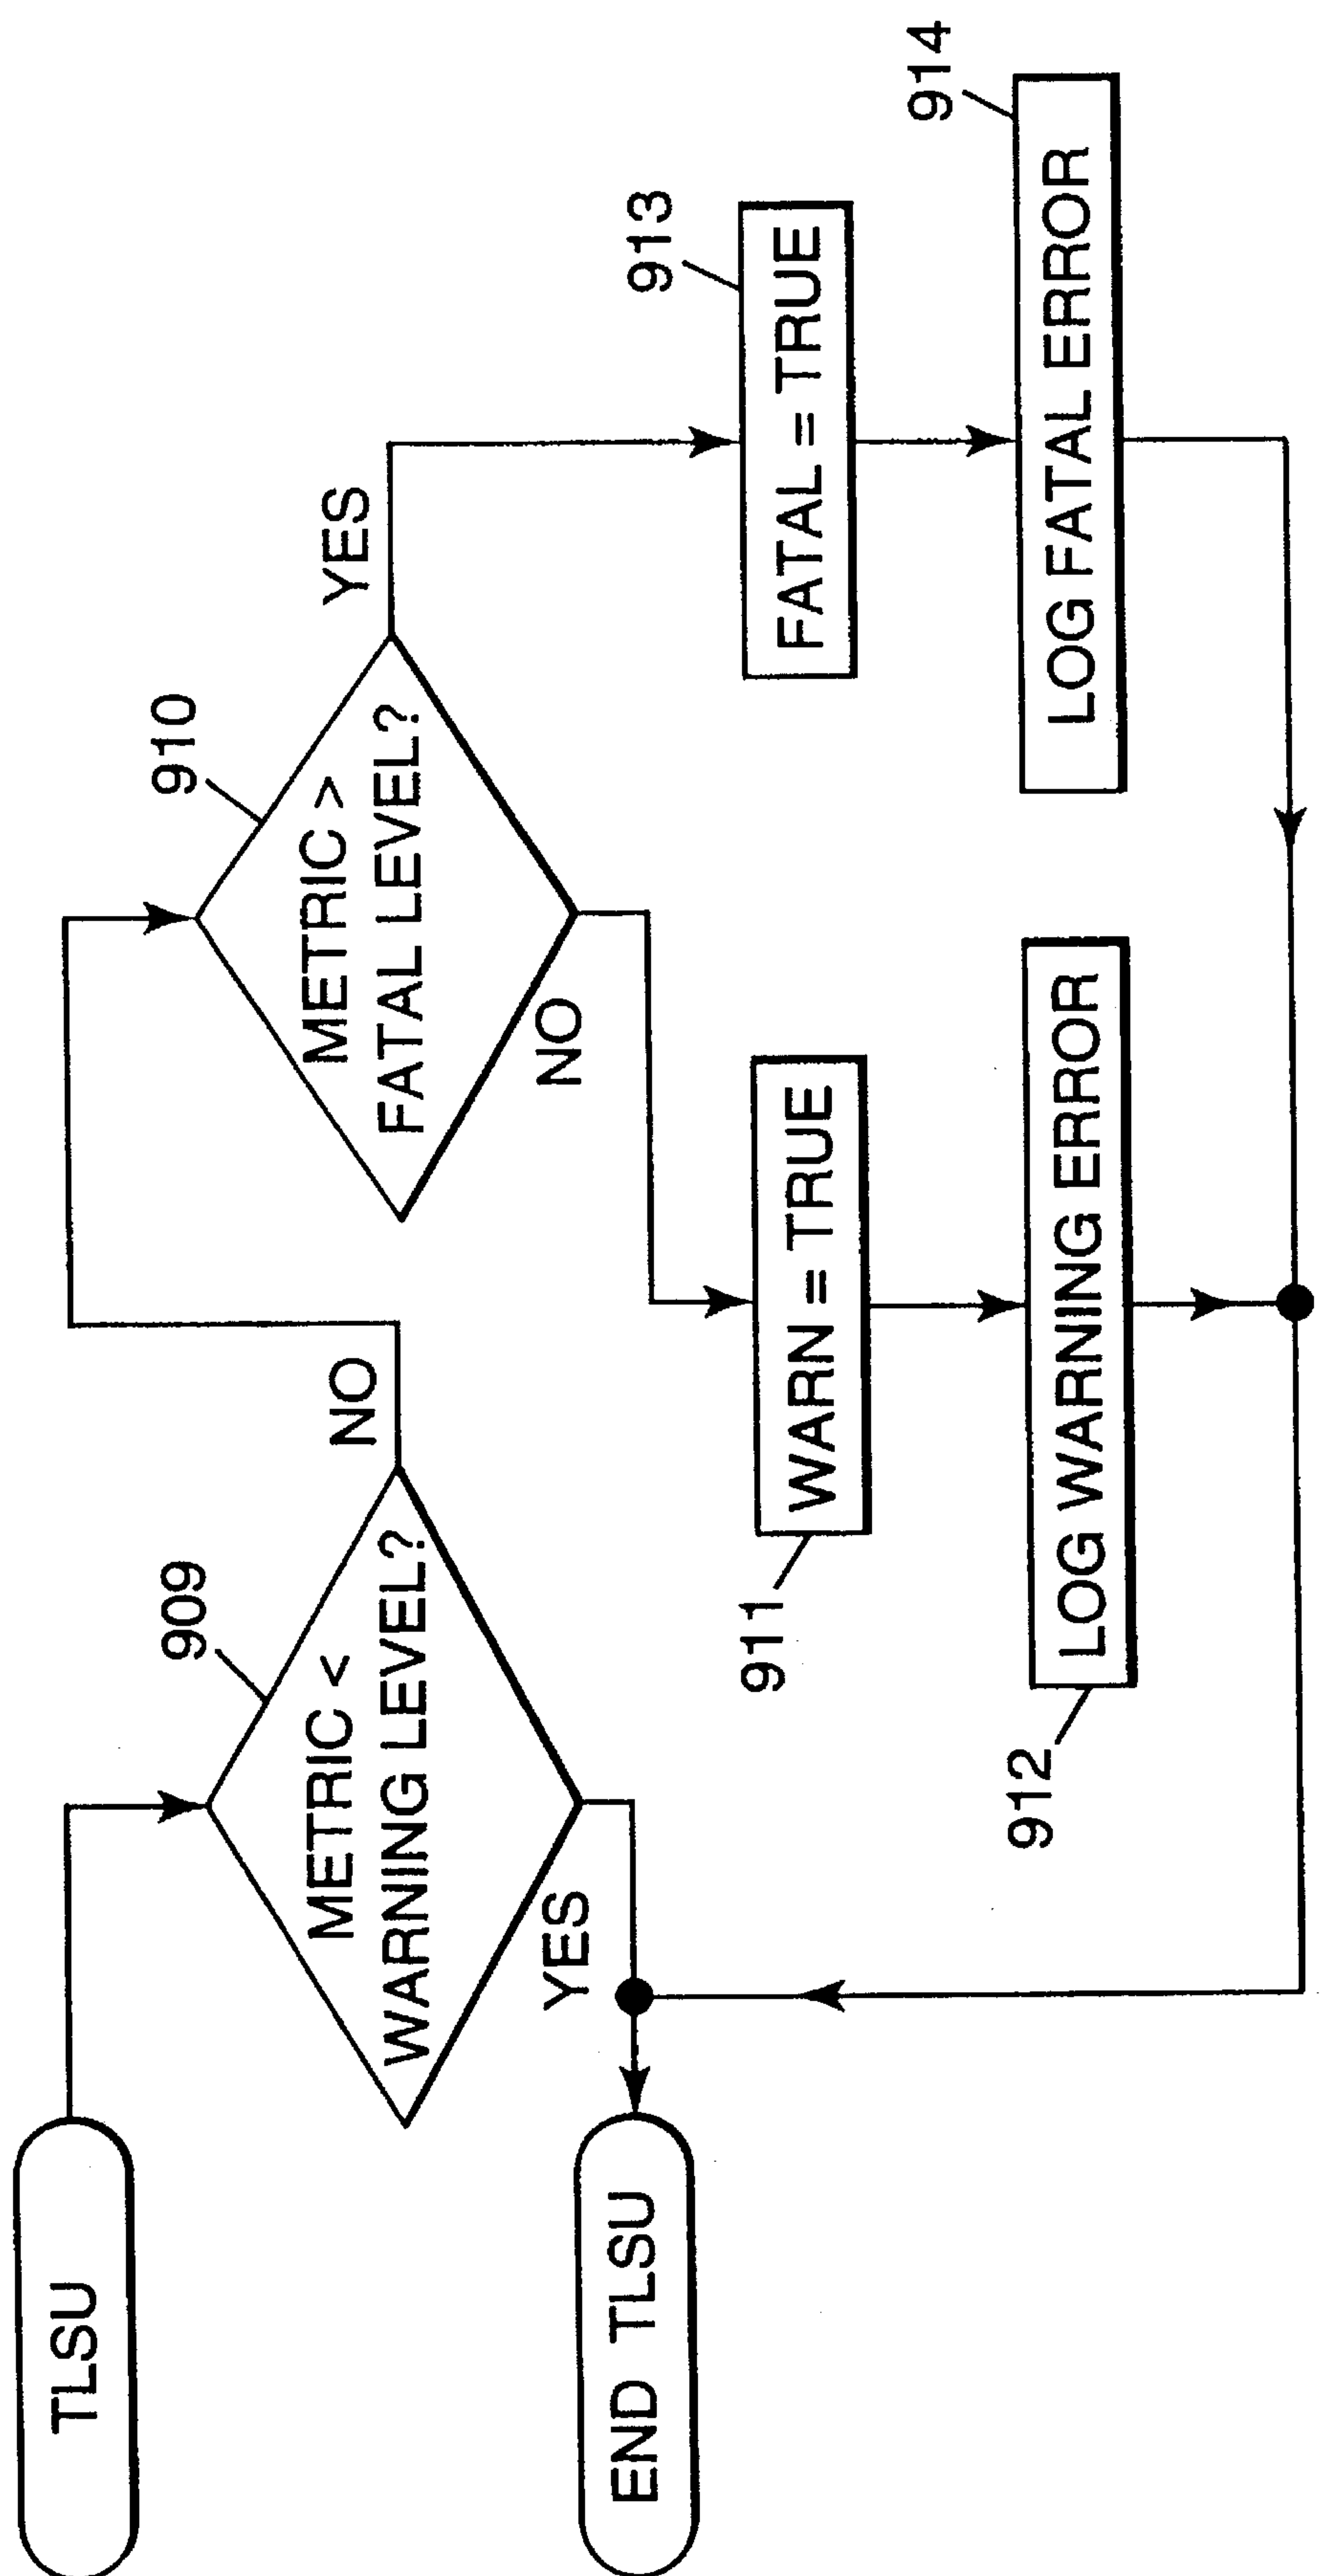 TLSU
909
METRIC <
WARNING LEVEL?
NO
YES
END TLSU
910
METRIC >
FATAL LEVEL?
YES
NO
911
WARN = TRUE
912
LOG WARNING ERROR
913
FATAL = TRUE
914
LOG FATAL ERROR